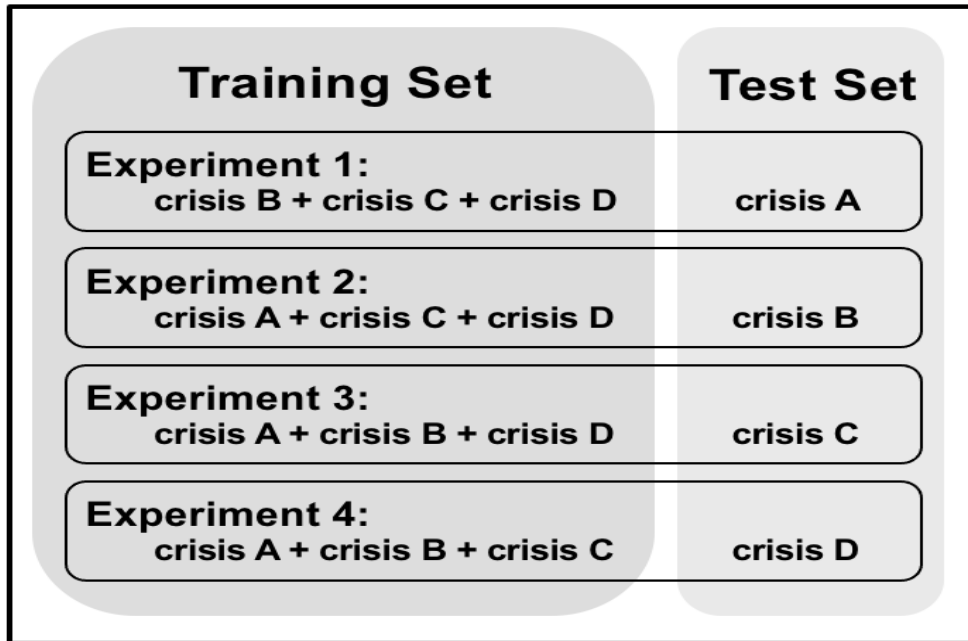 Training Set
Test Set
Experiment 1:
crisis B + crisis C + crisis D
crisis A
Experiment 2:
crisis A + crisis C + crisis D
crisis B
Experiment 3:
crisis A + crisis B + crisis D
crisis C
Experiment 4:
crisis A + crisis B + crisis C
crisis D